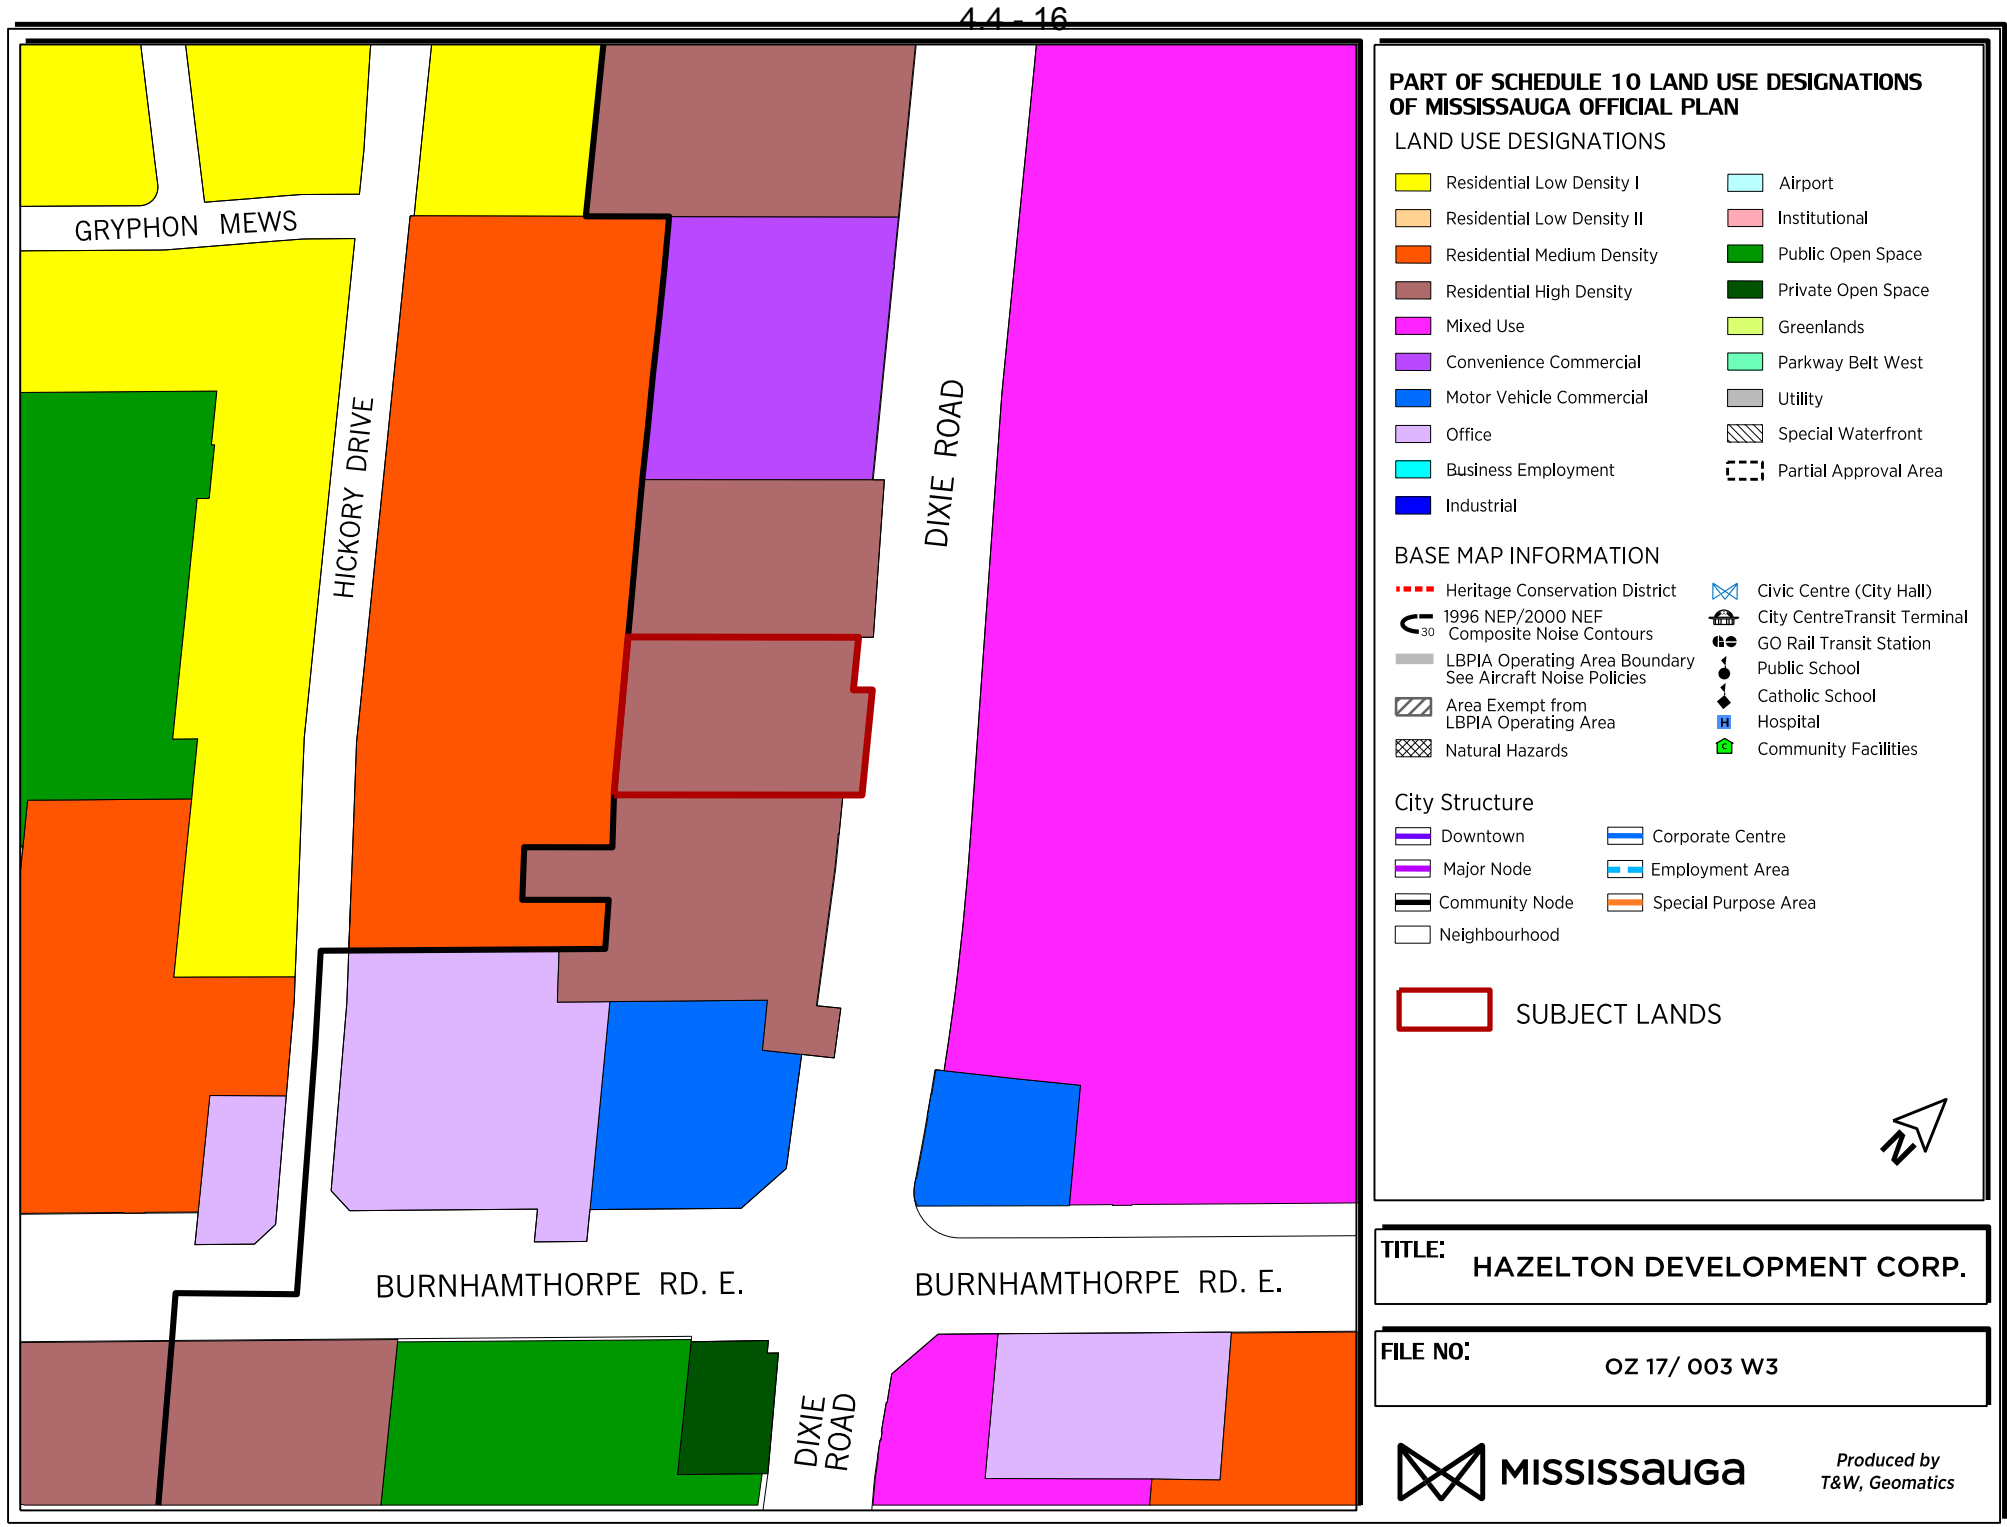 4.4 - 16
GRYPHON MEWS
HICKORY DRIVE
DIXIE ROAD
BURNHAMTHORPE RD. E.
BURNHAMTHORPE RD. E.
DIXIE
ROAD
PART OF SCHEDULE 10 LAND USE DESIGNATIONS
OF MISSISSAUGA OFFICIAL PLAN
LAND USE DESIGNATIONS
Residential Low Density I
Residential Low Density II
Residential Medium Density
Residential High Density
Mixed Use
Convenience Commercial
Motor Vehicle Commercial
Office
Business Employment
Industrial
Airport
Institutional
Public Open Space
Private Open Space
Greenlands
Parkway Belt West
Utility
Special Waterfront
Partial Approval Area
BASE MAP INFORMATION
Heritage Conservation District
30
1996 NEP/2000 NEF
Composite Noise Contours
LBPIA Operating Area Boundary
See Aircraft Noise Policies
Area Exempt from
LBPIA Operating Area
Natural Hazards
Civic Centre (City Hall)
City CentreTransit Terminal
GO Rail Transit Station
Public School
Catholic School
H Hospital
C Community Facilities
City Structure
Downtown
Major Node
Community Node
Neighbourhood
Corporate Centre
Employment Area
Special Purpose Area
SUBJECT LANDS
N
TITLE:
HAZELTON DEVELOPMENT CORP.
FILE NO:
OZ 17/ 003 W3
MISSISSAUGA
Produced by
T&W, Geomatics